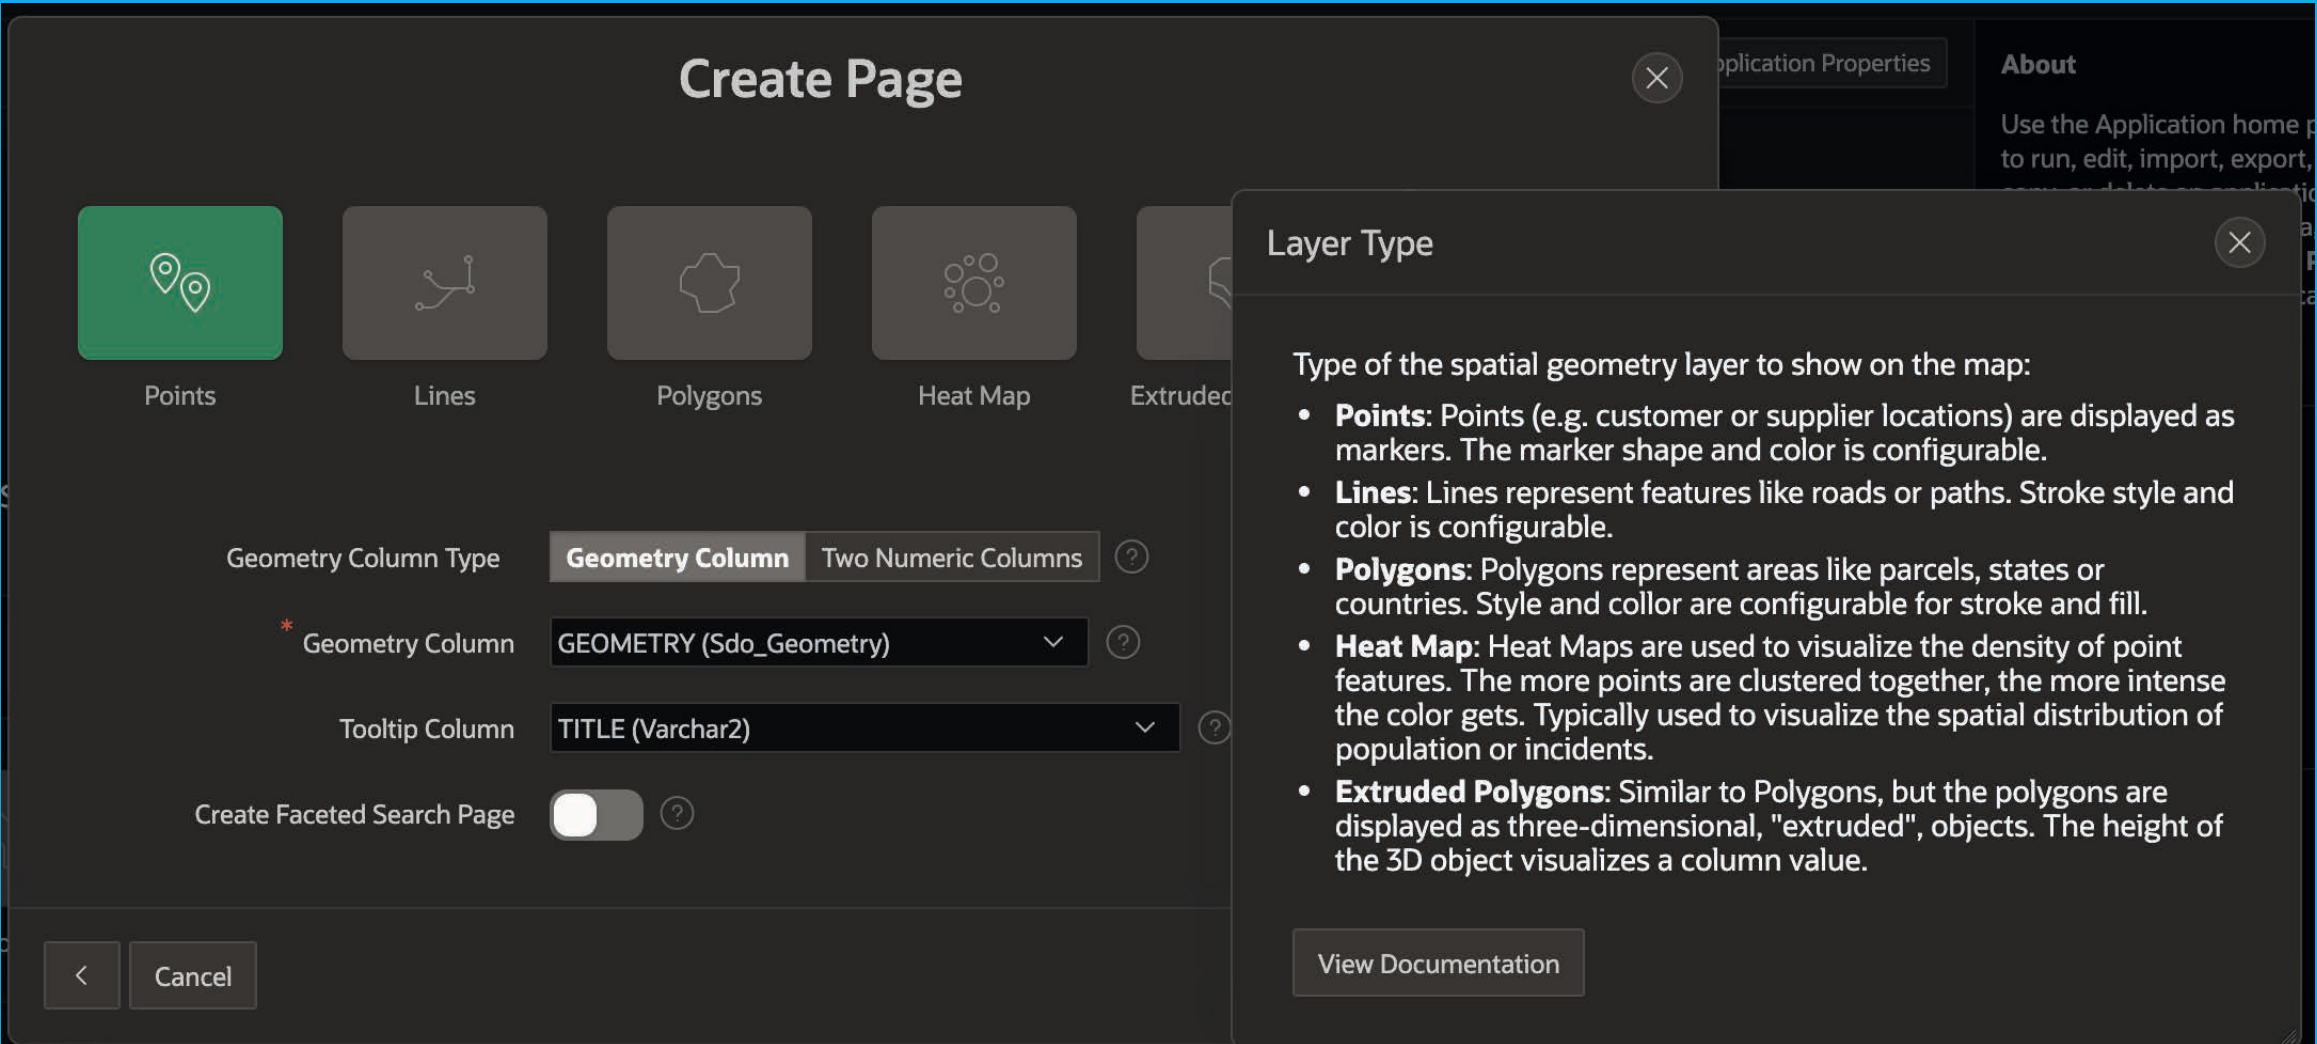 Create Page
Application Properties
About
Use the Application home
to run, edit, import, export,
Points
Lines
Polygons
Heat Map
Extruded
Geometry Column Type
Geometry Column
Two Numeric Columns
?
* Geometry Column
GEOMETRY (Sdo_Geometry)
?
Tooltip Column
TITLE (Varchar2)
?
Create Faceted Search Page
?
Cancel
Layer Type
Type of the spatial geometry layer to show on the map:
• Points: Points (e.g. customer or supplier locations) are displayed as
markers. The marker shape and color is configurable.
• Lines: Lines represent features like roads or paths. Stroke style and
color is configurable.
• Polygons: Polygons represent areas like parcels, states or
countries. Style and collor are configurable for stroke and fill.
• Heat Map: Heat Maps are used to visualize the density of point
features. The more points are clustered together, the more intense
the color gets. Typically used to visualize the spatial distribution of
population or incidents.
• Extruded Polygons: Similar to Polygons, but the polygons are
displayed as three-dimensional, "extruded", objects. The height of
the 3D object visualizes a column value.
View Documentation